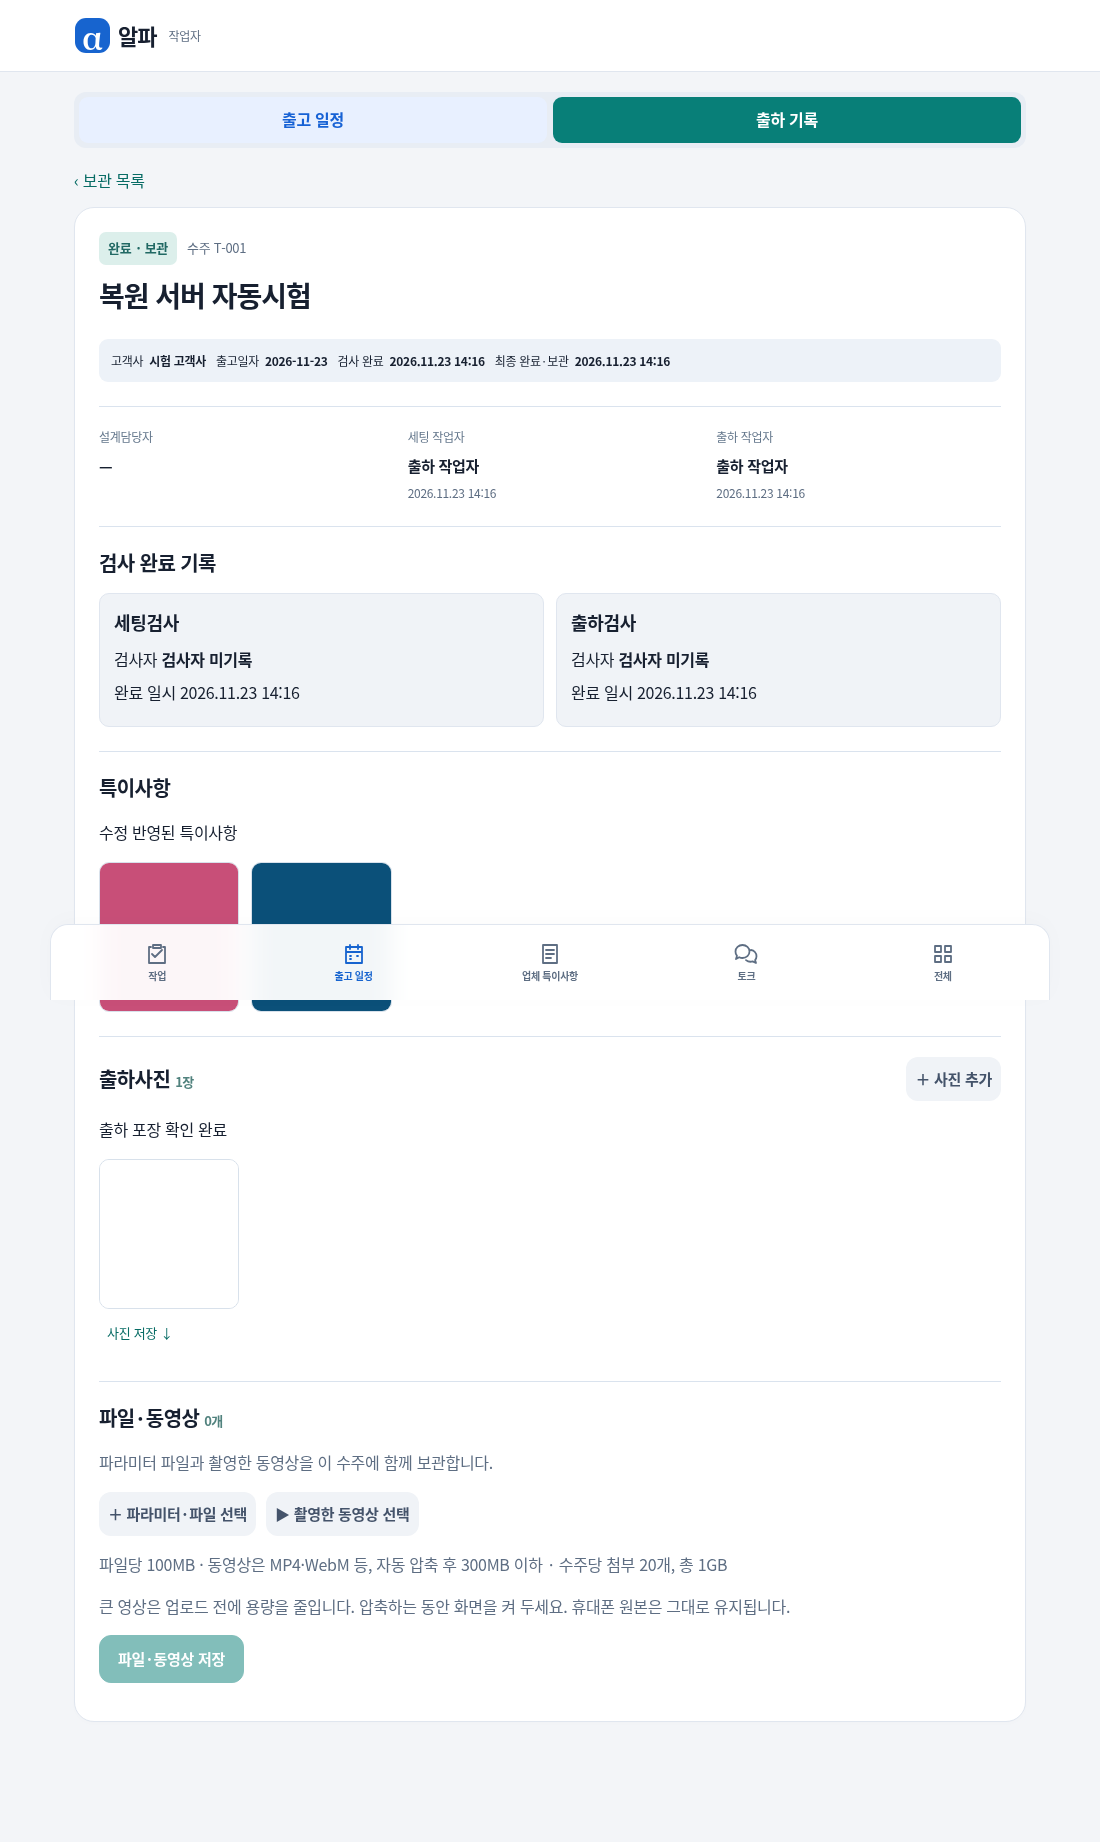 α 알파 작업자
출고 일정 출하 기록
‹ 보관 목록
완료 · 보관 수주 T-001
복원 서버 자동시험
고객사 시험 고객사 출고일자 2026-11-23 검사 완료 2026.11.23 14:16 최종 완료·보관 2026.11.23 14:16
설계담당자 세팅 작업자 출하 작업자
— 출하 작업자 출하 작업자
2026.11.23 14:16 2026.11.23 14:16
검사 완료 기록
세팅검사 출하검사
검사자 검사자 미기록 검사자 검사자 미기록
완료 일시 2026.11.23 14:16 완료 일시 2026.11.23 14:16
특이사항
수정 반영된 특이사항
작업 출고 일정 업체 특이사항 토크 전체
출하사진 1장 + 사진 추가
출하 포장 확인 완료
사진 저장 ↓
파일·동영상 0개
파라미터 파일과 촬영한 동영상을 이 수주에 함께 보관합니다.
+ 파라미터·파일 선택 ▶ 촬영한 동영상 선택
파일당 100MB · 동영상은 MP4·WebM 등, 자동 압축 후 300MB 이하 · 수주당 첨부 20개, 총 1GB
큰 영상은 업로드 전에 용량을 줄입니다. 압축하는 동안 화면을 켜 두세요. 휴대폰 원본은 그대로 유지됩니다.
파일·동영상 저장